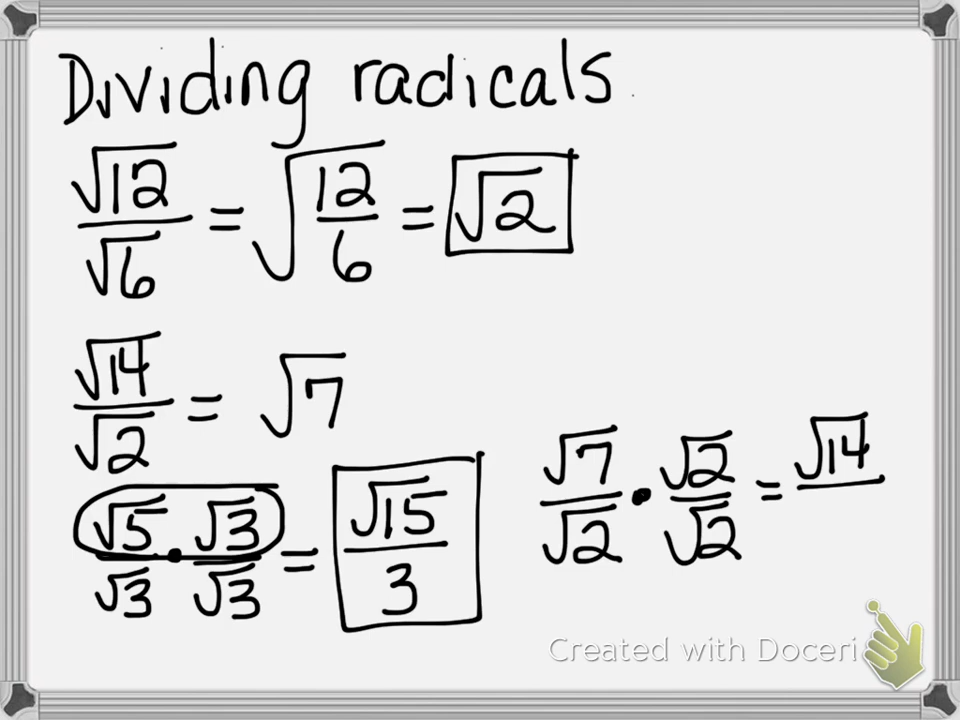 Dividing radicals
√12/√6 = √(12/6) = √2
√14/√2 = √7
√5/√3 · √3/√3 = √15/3
√7/√2 · √2/√2 = √14/
Created with Doceri